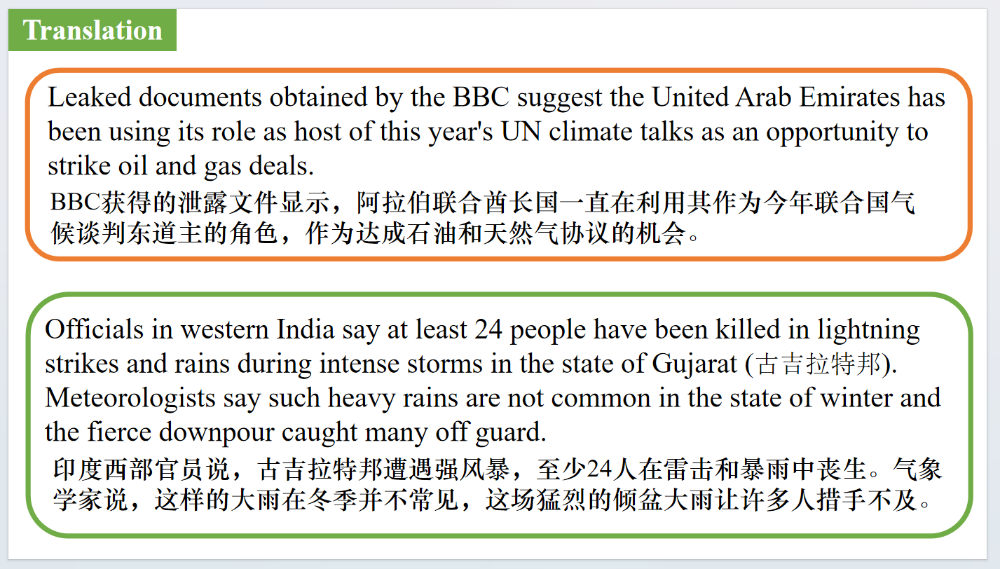 Translation
Leaked documents obtained by the BBC suggest the United Arab Emirates has
been using its role as host of this year's UN climate talks as an opportunity to
strike oil and gas deals.
BBC获得的泄露文件显示，阿拉伯联合酋长国一直在利用其作为今年联合国气
候谈判东道主的角色，作为达成石油和天然气协议的机会。
Officials in western India say at least 24 people have been killed in lightning
strikes and rains during intense storms in the state of Gujarat (古吉拉特邦).
Meteorologists say such heavy rains are not common in the state of winter and
the fierce downpour caught many off guard.
印度西部官员说，古吉拉特邦遭遇强风暴，至少24人在雷击和暴雨中丧生。气象
学家说，这样的大雨在冬季并不常见，这场猛烈的倾盆大雨让许多人措手不及。